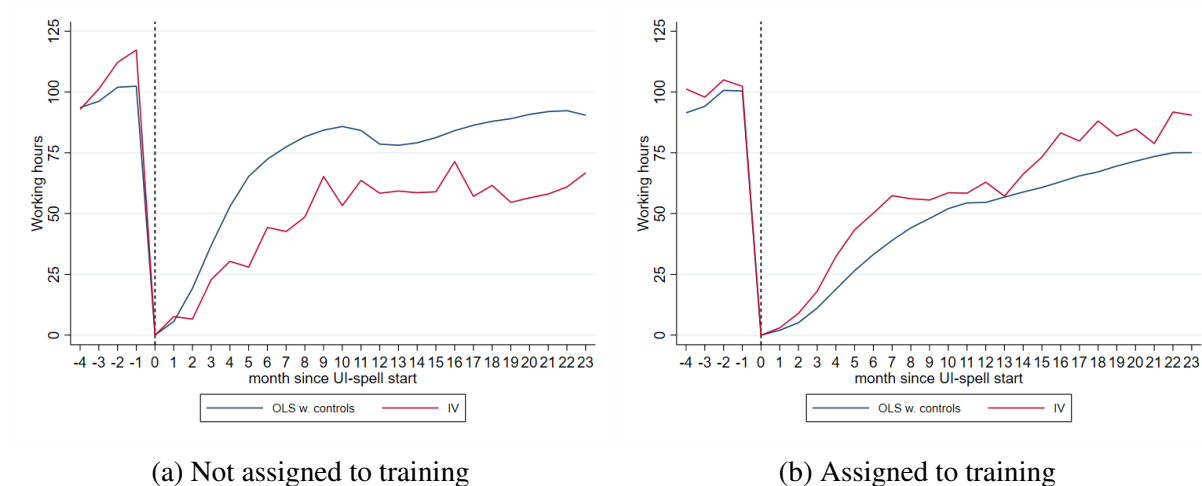 125
100
75
50
25
0
Working hours
-4 -3 -2 -1 0 1 2 3 4 5 6 7 8 9 10 11 12 13 14 15 16 17 18 19 20 21 22 23
month since UI-spell start
OLS w. controls IV
(a) Not assigned to training
125
100
75
50
25
0
Working hours
-4 -3 -2 -1 0 1 2 3 4 5 6 7 8 9 10 11 12 13 14 15 16 17 18 19 20 21 22 23
month since UI-spell start
OLS w. controls IV
(b) Assigned to training